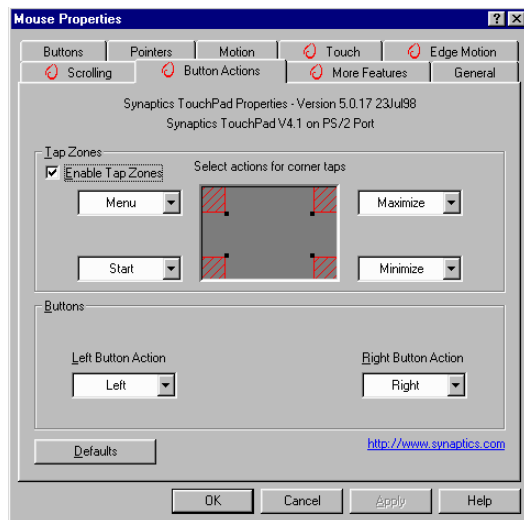 Mouse Properties
Buttons Pointers Motion Touch Edge Motion
Scrolling Button Actions More Features General
Synaptics TouchPad Properties - Version 5.0.17 23Jul98
Synaptics TouchPad V4.1 on PS/2 Port
Tap Zones
Enable Tap Zones Select actions for corner taps
Menu Maximize
Start Minimize
Buttons
Left Button Action Right Button Action
Left Right
Defaults http://www.synaptics.com
OK Cancel Apply Help